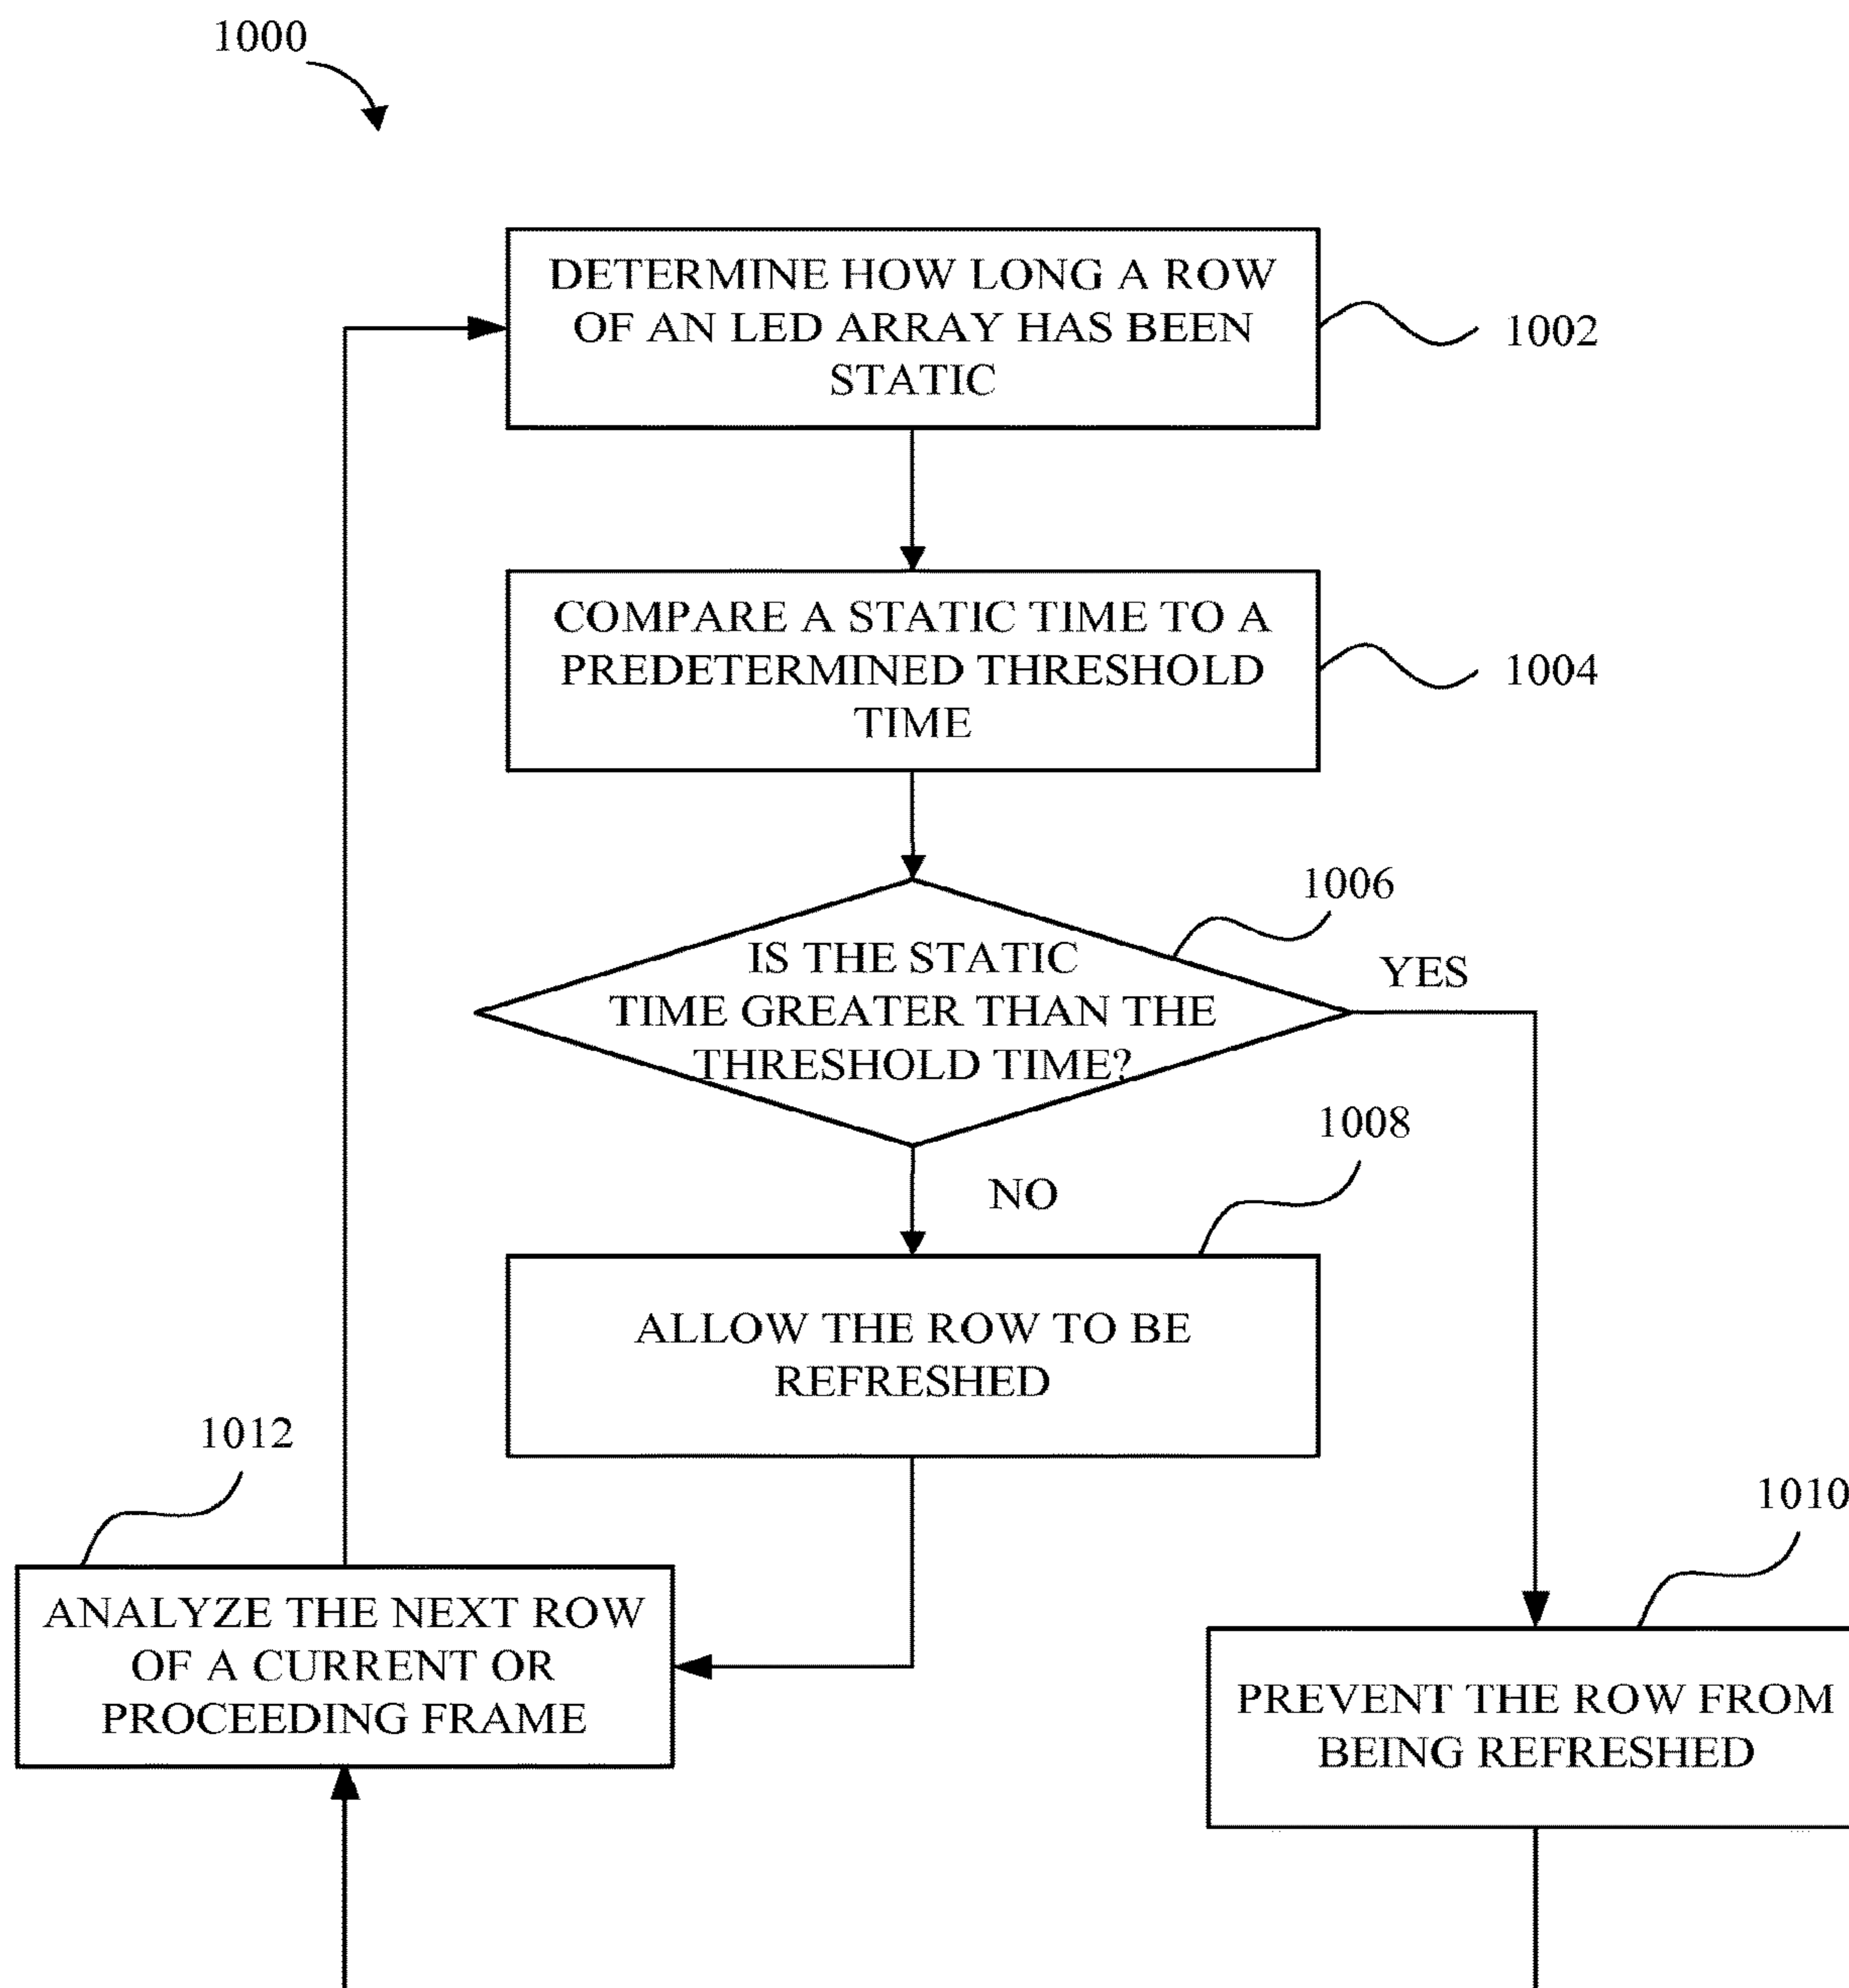 1000
DETERMINE HOW LONG A ROW
OF AN LED ARRAY HAS BEEN
STATIC
1002
COMPARE A STATIC TIME TO A
PREDETERMINED THRESHOLD
TIME
1004
1006
IS THE STATIC
TIME GREATER THAN THE
THRESHOLD TIME?
YES
NO
1008
ALLOW THE ROW TO BE
REFRESHED
1012
ANALYZE THE NEXT ROW
OF A CURRENT OR
PROCEEDING FRAME
1010
PREVENT THE ROW FROM
BEING REFRESHED